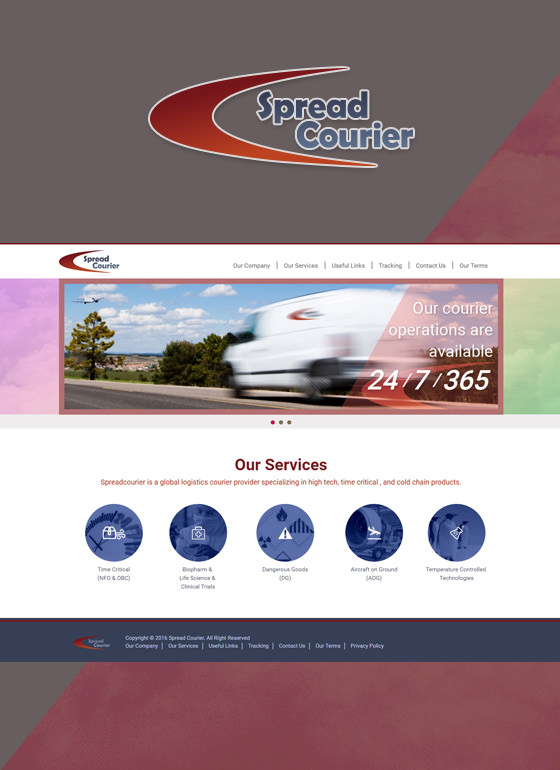 Spread
Courier
Spread
Courier
Our Company | Our Services | Useful Links | Tracking | Contact Us | Our Terms
Our courier
operations are
available
24/7/365
Our Services
Spreadcourier is a global logistics courier provider specializing in high tech, time critical , and cold chain products.
Time Critical
(NFO & OBC)
Biopharm &
Life Science &
Clinical Trials
Dangerous Goods
(DG)
Aircraft on Ground
(AOG)
Temperature Controlled
Technologies
Spread
Courier
Copyright © 2016 Spread Courier. All Right Reserved
Our Company | Our Services | Useful Links | Tracking | Contact Us | Our Terms | Privacy Policy